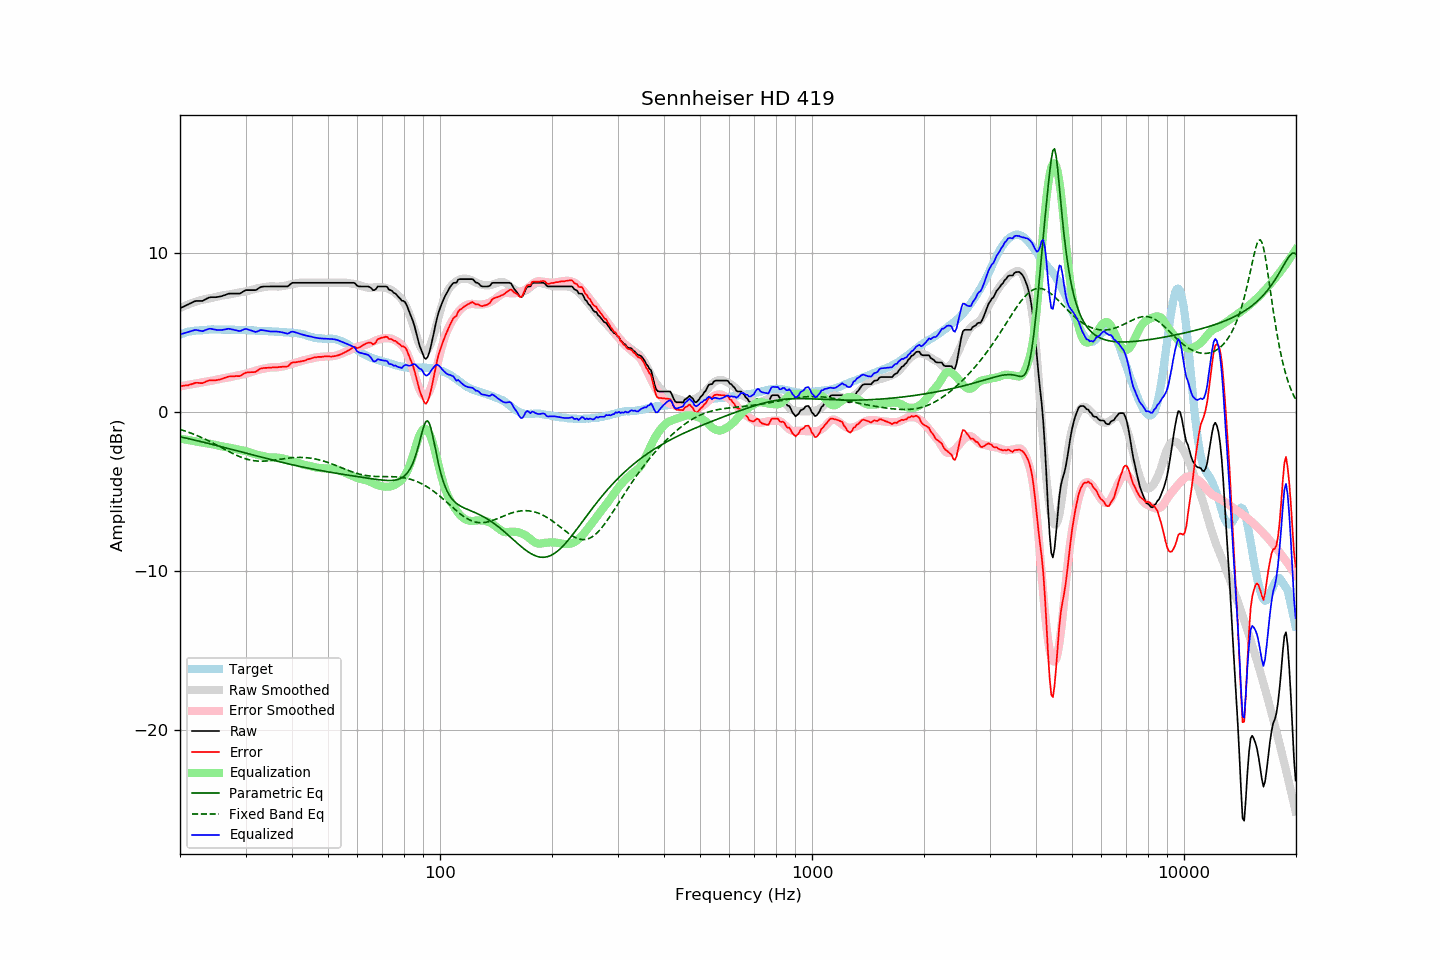 Sennheiser HD 419
Amplitude (dBr)
10
0
−10
−20
Target
Raw Smoothed
Error Smoothed
Raw
Error
Equalization
Parametric Eq
Fixed Band Eq
Equalized
100
1000
10000
Frequency (Hz)